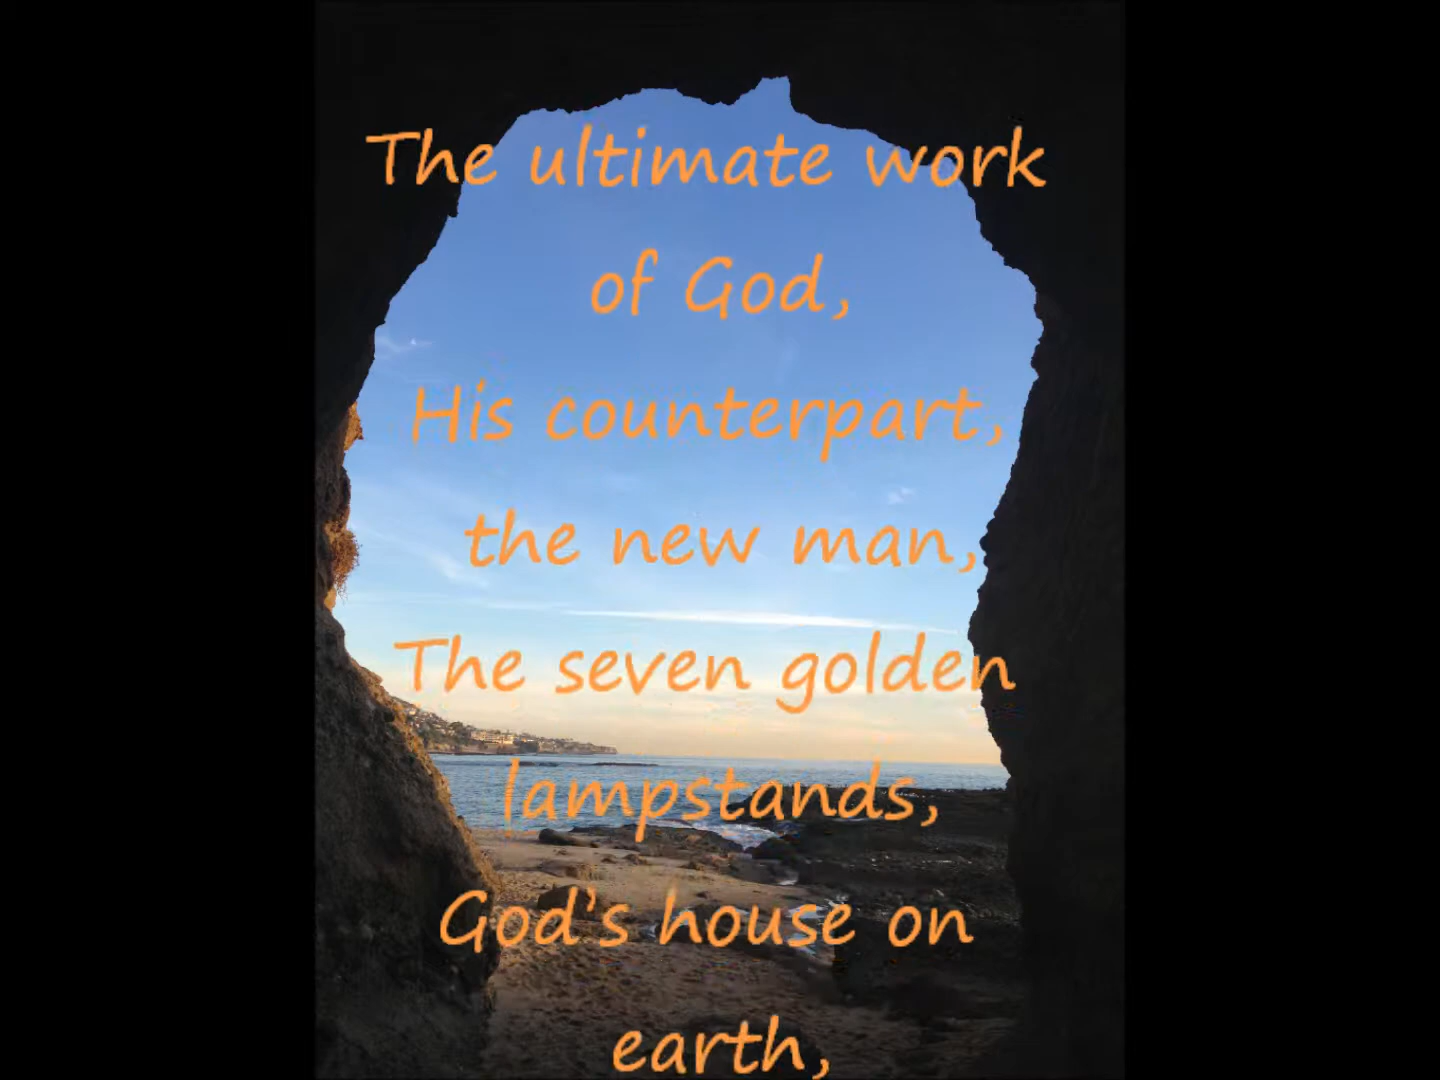 The ultimate work
of God,
His counterpart,
the new man,
The seven golden
lampstands,
God's house on
earth,